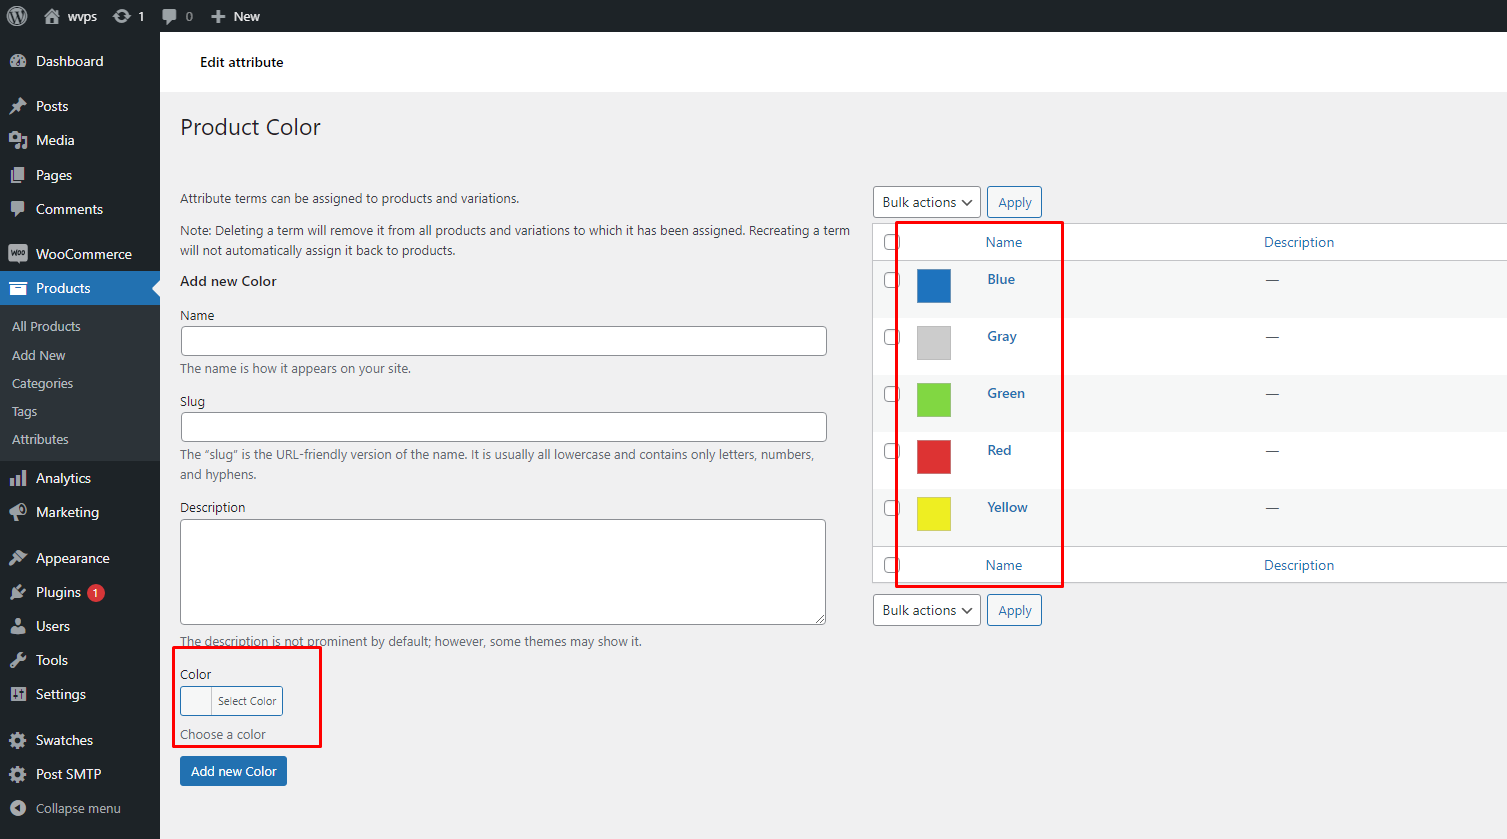 wvps 1 0 New
Dashboard
Posts
Media
Pages
Comments
WOO WooCommerce
Products
All Products
Add New
Categories
Tags
Attributes
Analytics
Marketing
Appearance
Plugins 1
Users
Tools
Settings
Swatches
Post SMTP
Collapse menu
Edit attribute
Product Color
Attribute terms can be assigned to products and variations.
Note: Deleting a term will remove it from all products and variations to which it has been assigned. Recreating a term
will not automatically assign it back to products.
Add new Color
Name
The name is how it appears on your site.
Slug
The “slug” is the URL-friendly version of the name. It is usually all lowercase and contains only letters, numbers,
and hyphens.
Description
The description is not prominent by default; however, some themes may show it.
Color
Select Color
Choose a color
Add new Color
Bulk actions Apply
Name Description
Blue —
Gray —
Green —
Red —
Yellow —
Name Description
Bulk actions Apply